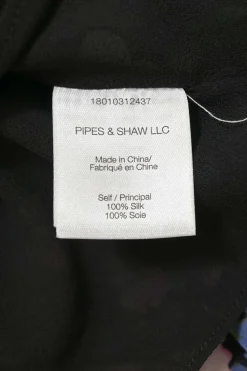 18010312437
PIPES & SHAW LLC
Made in China/
Fabriqué en Chine
Self / Principal
100% Silk
100% Soie